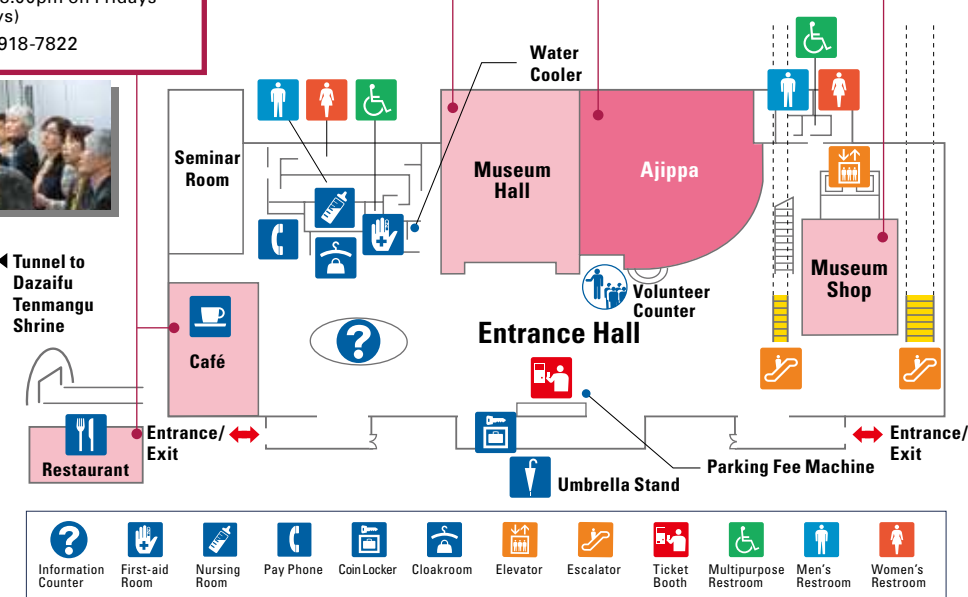 ys)
918-7822
Water
Cooler
Seminar
Room
Museum
Hall
Ajippa
Tunnel to
Dazaifu
Tenmangu
Shrine
Museum
Shop
Volunteer
Counter
Entrance Hall
Café
?
Entrance/
Exit
Restaurant
Parking Fee Machine
Umbrella Stand
Entrance/
Exit
?
Information
Counter
First-aid
Room
Nursing
Room
Pay Phone
Coin Locker
Cloakroom
Elevator
Escalator
Ticket
Booth
Multipurpose
Restroom
Men's
Restroom
Women's
Restroom